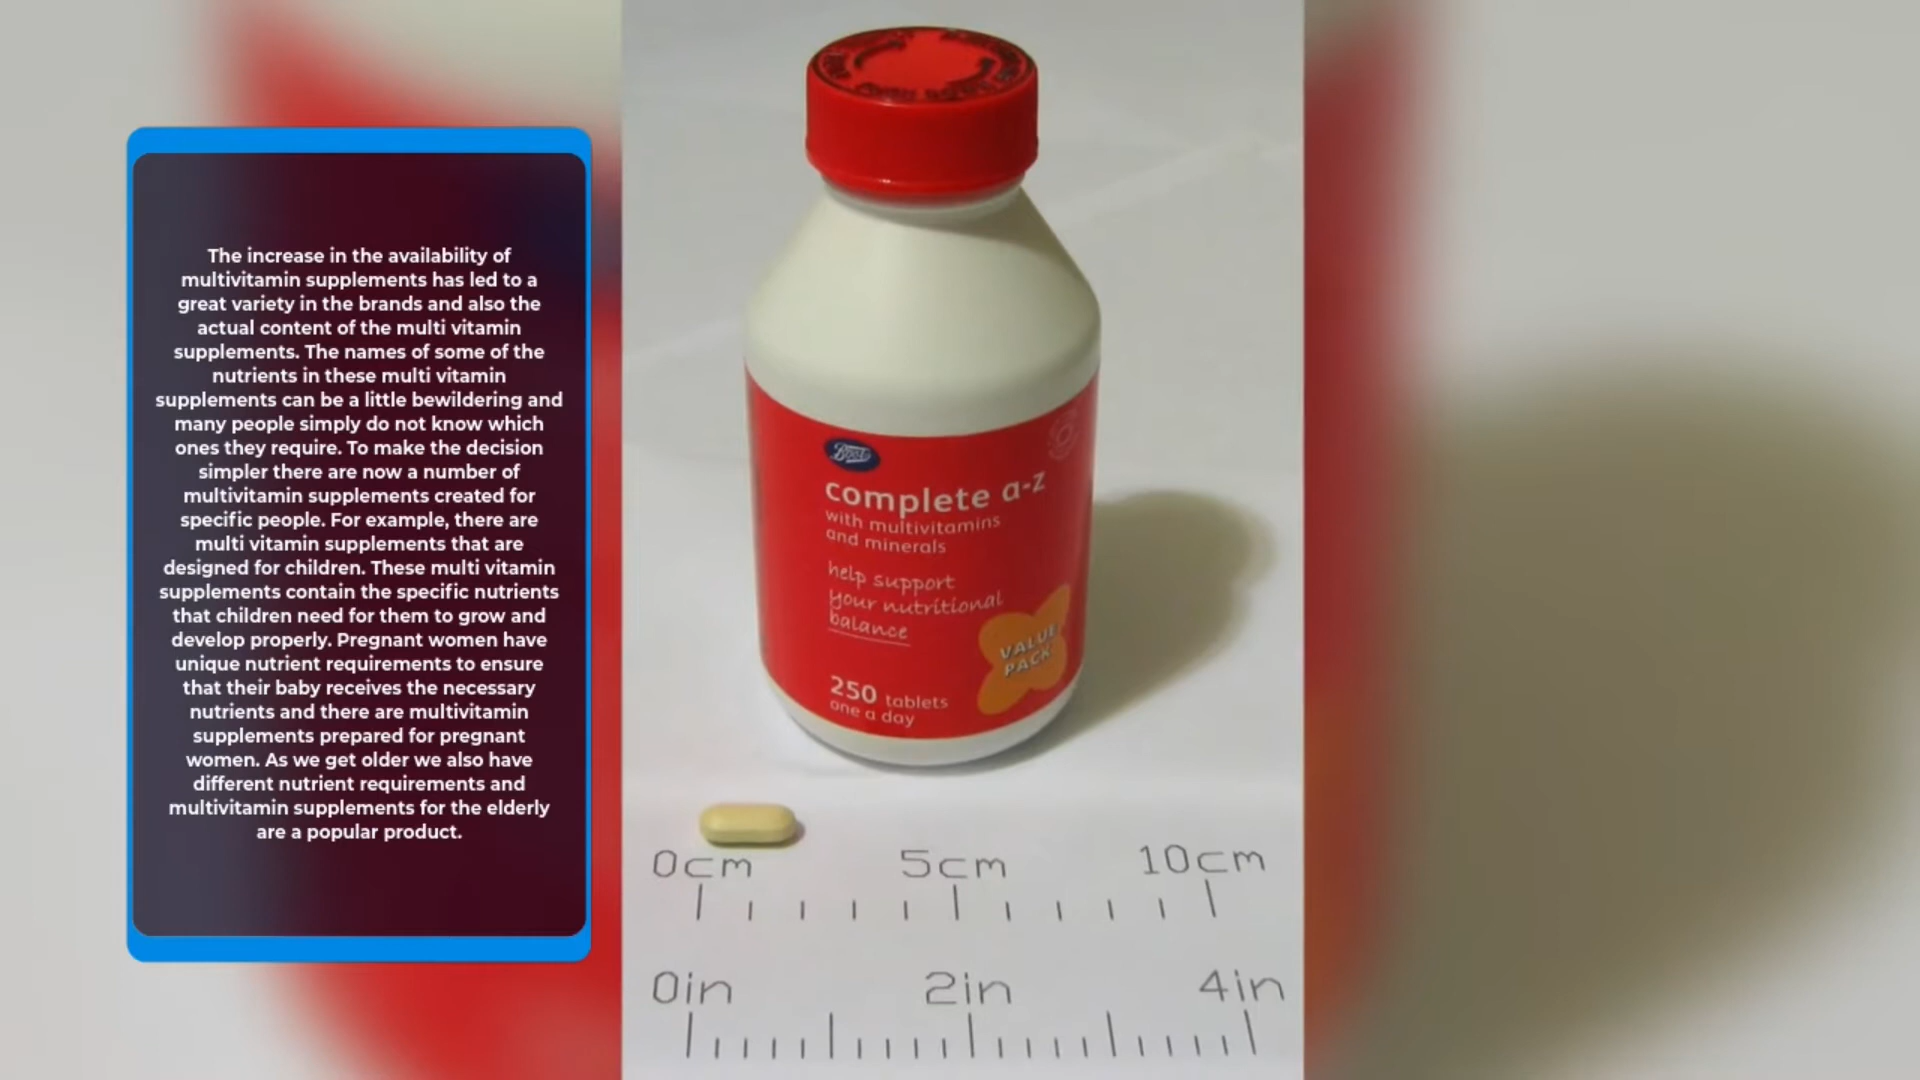 The increase in the availability of
multivitamin supplements has led to a
great variety in the brands and also the
actual content of the multi vitamin
supplements. The names of some of the
nutrients in these multi vitamin
supplements can be a little bewildering and
many people simply do not know which
ones they require. To make the decision
simpler there are now a number of
multivitamin supplements created for
specific people. For example, there are
multi vitamin supplements that are
designed for children. These multi vitamin
supplements contain the specific nutrients
that children need for them to grow and
develop properly. Pregnant women have
unique nutrient requirements to ensure
that their baby receives the necessary
nutrients and there are multivitamin
supplements prepared for pregnant
women. As we get older we also have
different nutrient requirements and
multivitamin supplements for the elderly
are a popular product.
Boots
complete a-z
with multivitamins
and minerals
help support
your nutritional
balance
VALUE
PACK
250 tablets
one a day
0cm 5cm 10cm
0in 2in 4in